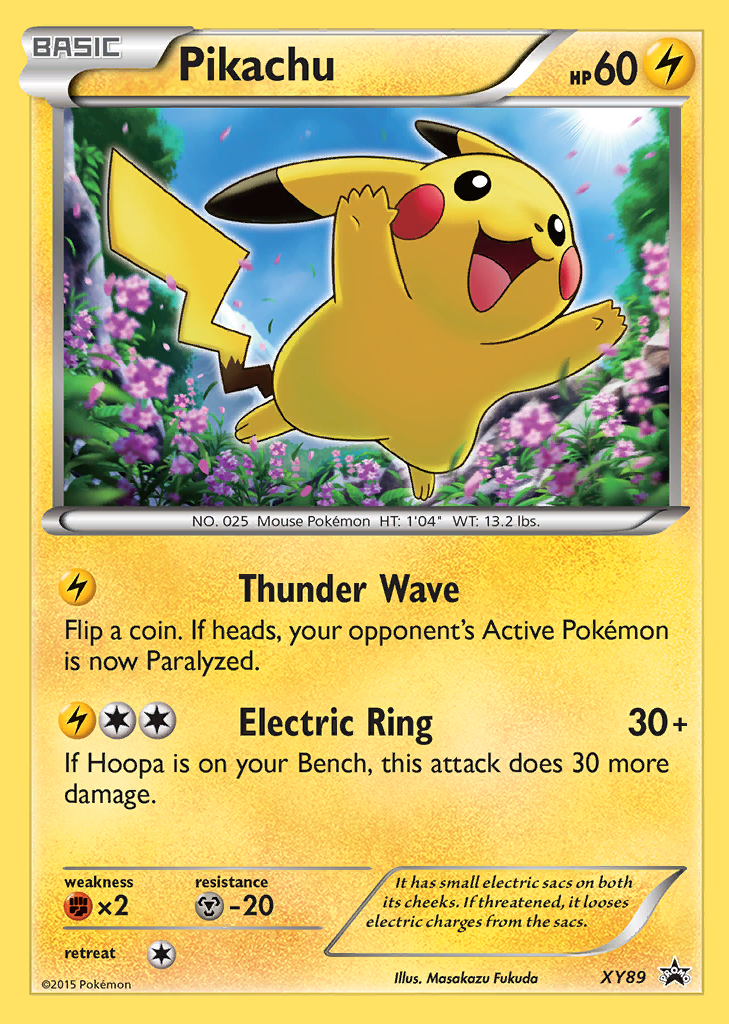 BASIC Pikachu HP60
NO. 025 Mouse Pokémon HT: 1'04" WT: 13.2 lbs.
Thunder Wave
Flip a coin. If heads, your opponent's Active Pokémon
is now Paralyzed.
Electric Ring 30+
If Hoopa is on your Bench, this attack does 30 more
damage.
weakness resistance
×2 -20
retreat
It has small electric sacs on both
its cheeks. If threatened, it looses
electric charges from the sacs.
©2015 Pokémon Illus. Masakazu Fukuda XY89 PROMO